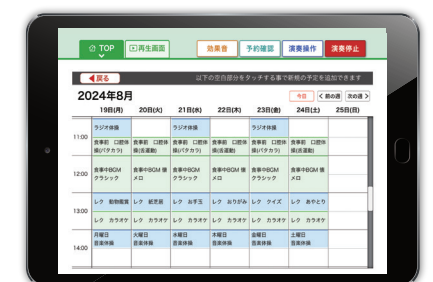 TOP
再生画面
効果音
予約確認
演奏操作
演奏停止
戻る
以下の空白部分をタッチする事で新規の予定を追加できます
2024年8月
今日
前の週
次の週
19日(月) 20日(火) 21日(水) 22日(木) 23日(金) 24日(土) 25日(日)
ラジオ体操 ラジオ体操 ラジオ体操
11:00
食事前 口腔体 食事前 口腔体 食事前 口腔体 食事前 口腔体 食事前 口腔体 食事前 口腔体
操(パタカラ) 操(舌運動) 操(パタカラ) 操(舌運動) 操(パタカラ) 操(舌運動)
12:00
食事中BGM 食事中BGM 懐 食事中BGM 食事中BGM 懐 食事中BGM 食事中BGM 懐
クラシック メロ クラシック メロ クラシック メロ
レク 動物鑑賞 レク 紙芝居 レク お手玉 レク おりがみ レク クイズ レク あやとり
13:00
レク カラオケ レク カラオケ レク カラオケ レク カラオケ レク カラオケ レク カラオケ
月曜日 火曜日 水曜日 木曜日 金曜日 土曜日
音楽体操 音楽体操 音楽体操 音楽体操 音楽体操 音楽体操
14:00